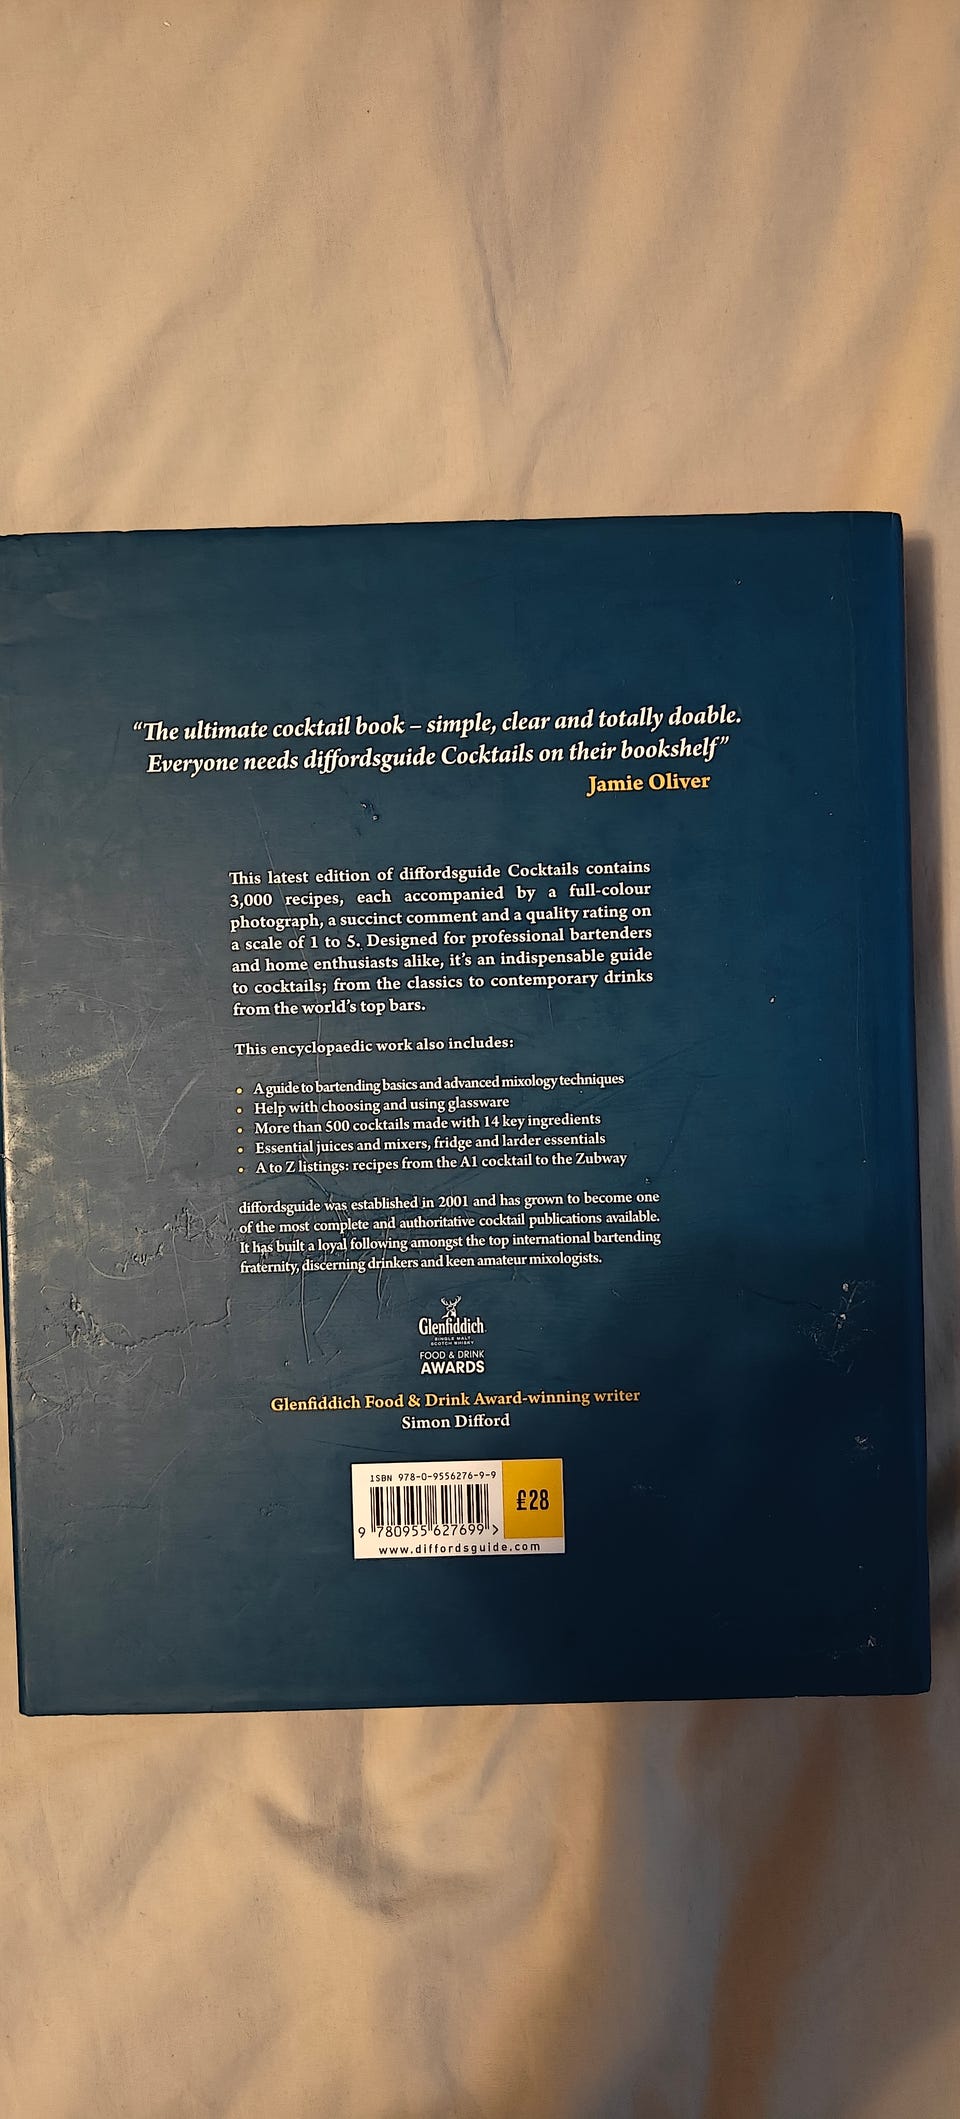 “The ultimate cocktail book – simple, clear and totally doable.
Everyone needs diffordsguide Cocktails on their bookshelf”
Jamie Oliver
This latest edition of diffordsguide Cocktails contains
3,000 recipes, each accompanied by a full-colour
photograph, a succinct comment and a quality rating on
a scale of 1 to 5. Designed for professional bartenders
and home enthusiasts alike, it’s an indispensable guide
to cocktails; from the classics to contemporary drinks
from the world’s top bars.
This encyclopaedic work also includes:
• A guide to bartending basics and advanced mixology techniques
• Help with choosing and using glassware
• More than 500 cocktails made with 14 key ingredients
• Essential juices and mixers, fridge and larder essentials
• A to Z listings: recipes from the A1 cocktail to the Zubway
diffordsguide was established in 2001 and has grown to become one
of the most complete and authoritative cocktail publications available.
It has built a loyal following amongst the top international bartending
fraternity, discerning drinkers and keen amateur mixologists.
Glenfiddich
SINGLE MALT
SCOTCH WHISKY
FOOD & DRINK
AWARDS
Glenfiddich Food & Drink Award-winning writer
Simon Difford
ISBN 978-0-9556276-9-9
£28
9 780955 627699 >
www.diffordsguide.com